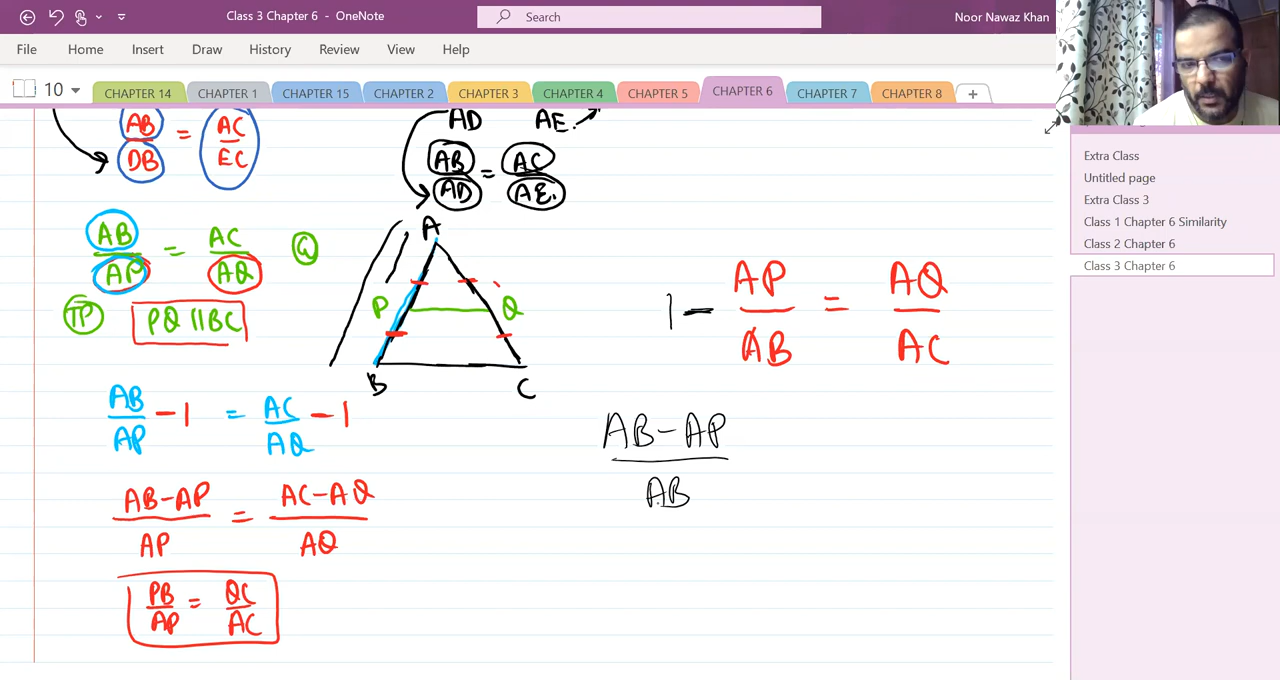 Class 3 Chapter 6 - OneNote
Search
Noor Nawaz Khan
File Home Insert Draw History Review View Help
10 CHAPTER 14 CHAPTER 1 CHAPTER 15 CHAPTER 2 CHAPTER 3 CHAPTER 4 CHAPTER 5 CHAPTER 6 CHAPTER 7 CHAPTER 8 +
Extra Class
Untitled page
Extra Class 3
Class 1 Chapter 6 Similarity
Class 2 Chapter 6
Class 3 Chapter 6
AB/DB = AC/EC
AD AE
AB/AD = AC/AE.
AB/AP = AC/AQ Q
TP PQ || BC
A
P Q
B C
AB/AP - 1 = AC/AQ - 1
AB-AP/AP = AC-AQ/AQ
PB/AP = QC/AC
1 - AP/AB = AQ/AC
AB-AP/AB